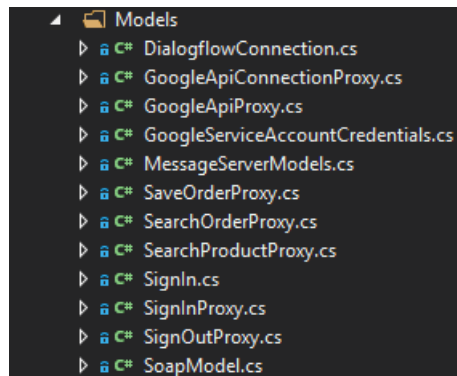 Models
C# DialogflowConnection.cs
C# GoogleApiConnectionProxy.cs
C# GoogleApiProxy.cs
C# GoogleServiceAccountCredentials.cs
C# MessageServerModels.cs
C# SaveOrderProxy.cs
C# SearchOrderProxy.cs
C# SearchProductProxy.cs
C# SignIn.cs
C# SignInProxy.cs
C# SignOutProxy.cs
C# SoapModel.cs